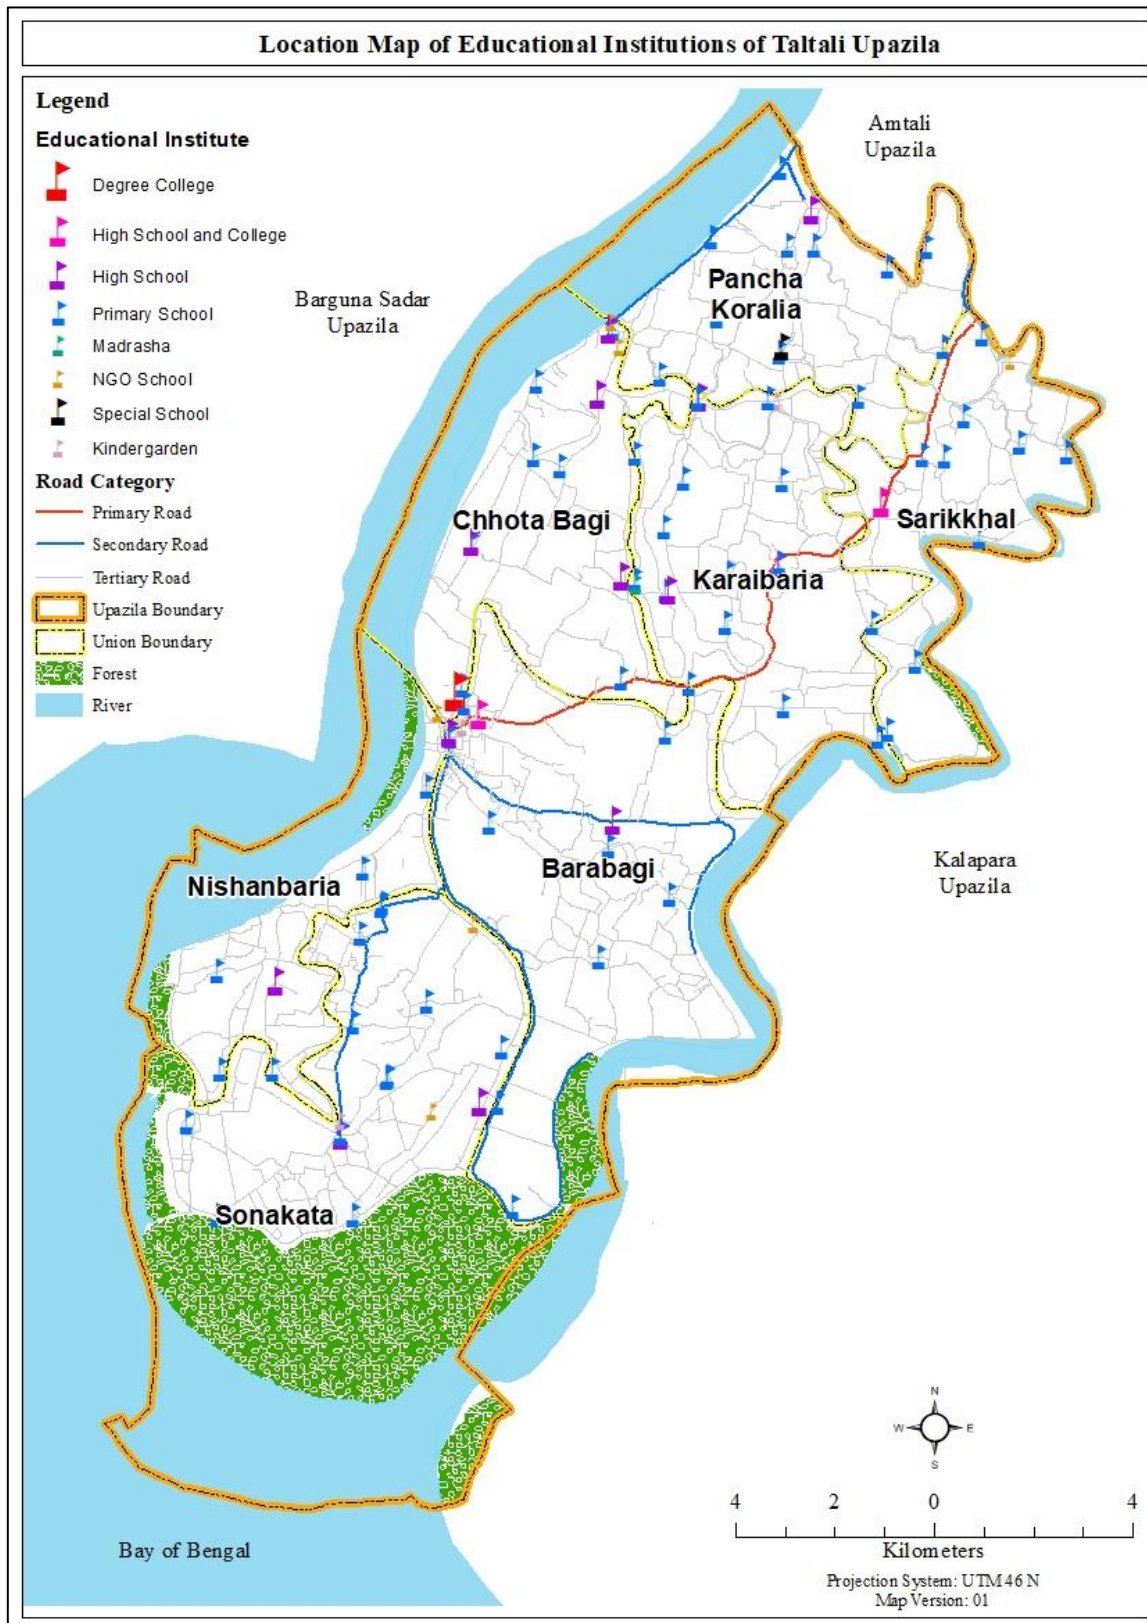 Location Map of Educational Institutions of Taltali Upazila
Legend
Educational Institute
Degree College
High School and College
High School
Primary School
Madrasha
NGO School
Special School
Kindergarden
Road Category
Primary Road
Secondary Road
Tertiary Road
Upazila Boundary
Union Boundary
Forest
River
Amtali
Upazila
Barguna Sadar
Upazila
Pancha
Koralia
Chhota Bagi
Sarikkhal
Karaibaria
Barabagi
Kalapara
Upazila
Nishanbaria
Sonakata
Bay of Bengal
N
W E
S
4 2 0 4
Kilometers
Projection System: UTM 46 N
Map Version: 01